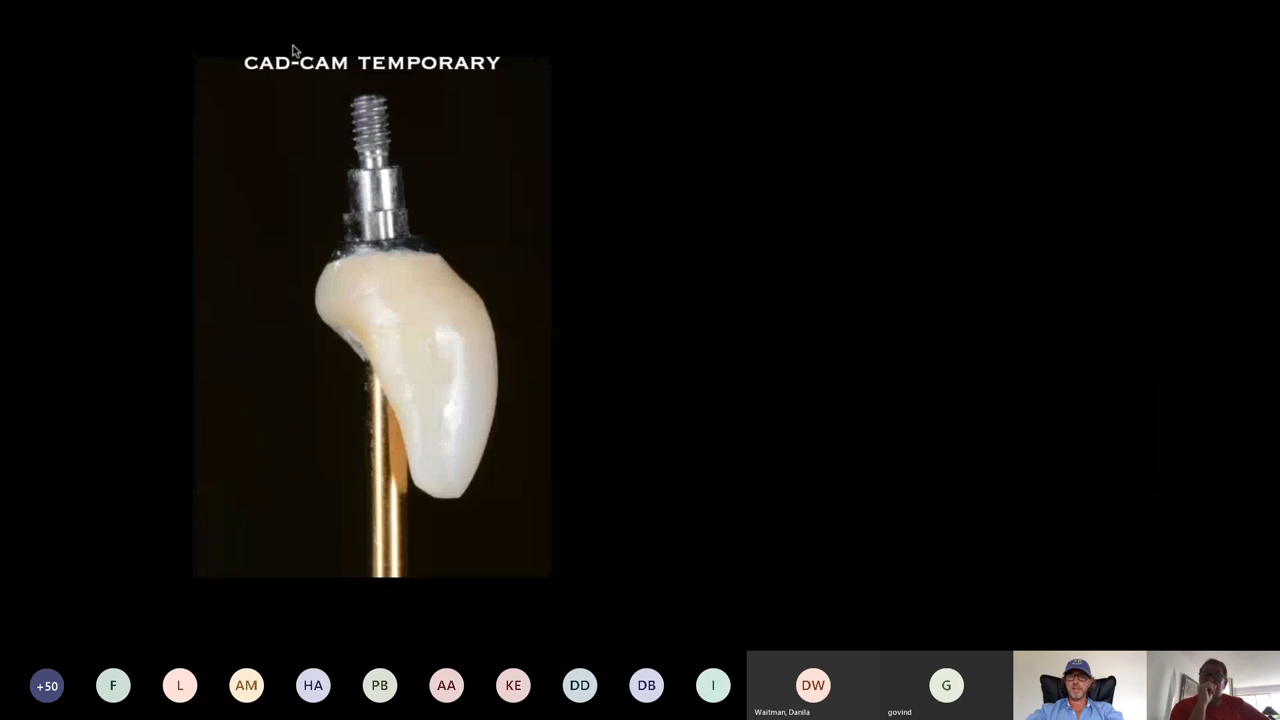 CAD-CAM TEMPORARY
+50
F
L
AM
HA
PB
AA
KE
DD
DB
I
DW
G
Waitman, Danila
govind